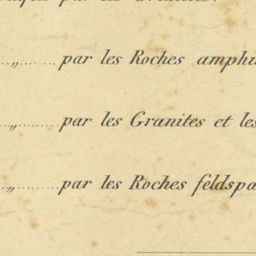 ..„........par les Roches amphi
..„........par les Granites et les
..„........par les Roches feldspa